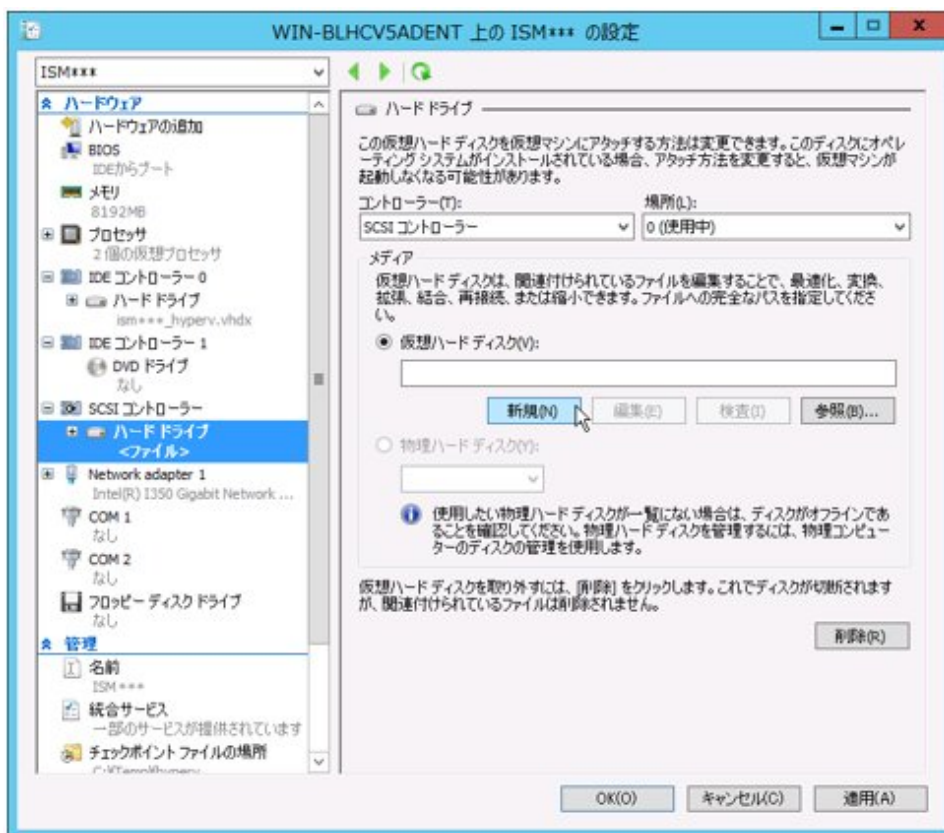 WIN-BLHCV5ADENT 上の ISM*** の設定
ISM***
ハードウェア
ハードウェアの追加
BIOS
IDEからブート
メモリ
8192MB
プロセッサ
2 個の仮想プロセッサ
IDE コントローラー 0
ハード ドライブ
ism***_hyperv.vhdx
IDE コントローラー 1
DVD ドライブ
なし
SCSI コントローラー
ハード ドライブ
<ファイル>
Network adapter 1
Intel(R) I350 Gigabit Network ...
COM 1
なし
COM 2
なし
フロッピー ディスク ドライブ
なし
管理
名前
ISM***
統合サービス
一部のサービスが提供されています
チェックポイント ファイルの場所
C:\Temp\hyperv
ハード ドライブ
この仮想ハード ディスクを仮想マシンにアタッチする方法は変更できます。このディスクにオペレ
ーティング システムがインストールされている場合、アタッチ方法を変更すると、仮想マシンが
起動しなくなる可能性があります。
コントローラー(T):
場所(L):
SCSI コントローラー
0 (使用中)
メディア
仮想ハード ディスクは、関連付けられているファイルを編集することで、最適化、変換、
拡張、結合、再接続、または縮小できます。ファイルへの完全なパスを指定してくださ
い。
仮想ハード ディスク(V):
新規(N)
編集(E)
検査(I)
参照(B)...
物理ハード ディスク(Y):
使用したい物理ハード ディスクが一覧にない場合は、ディスクがオフラインであ
ることを確認してください。物理ハード ディスクを管理するには、物理コンピュー
ターのディスクの管理を使用します。
仮想ハード ディスクを取り外すには、[削除] をクリックします。これでディスクが切断されます
が、関連付けられているファイルは削除されません。
削除(R)
OK(O)
キャンセル(C)
適用(A)